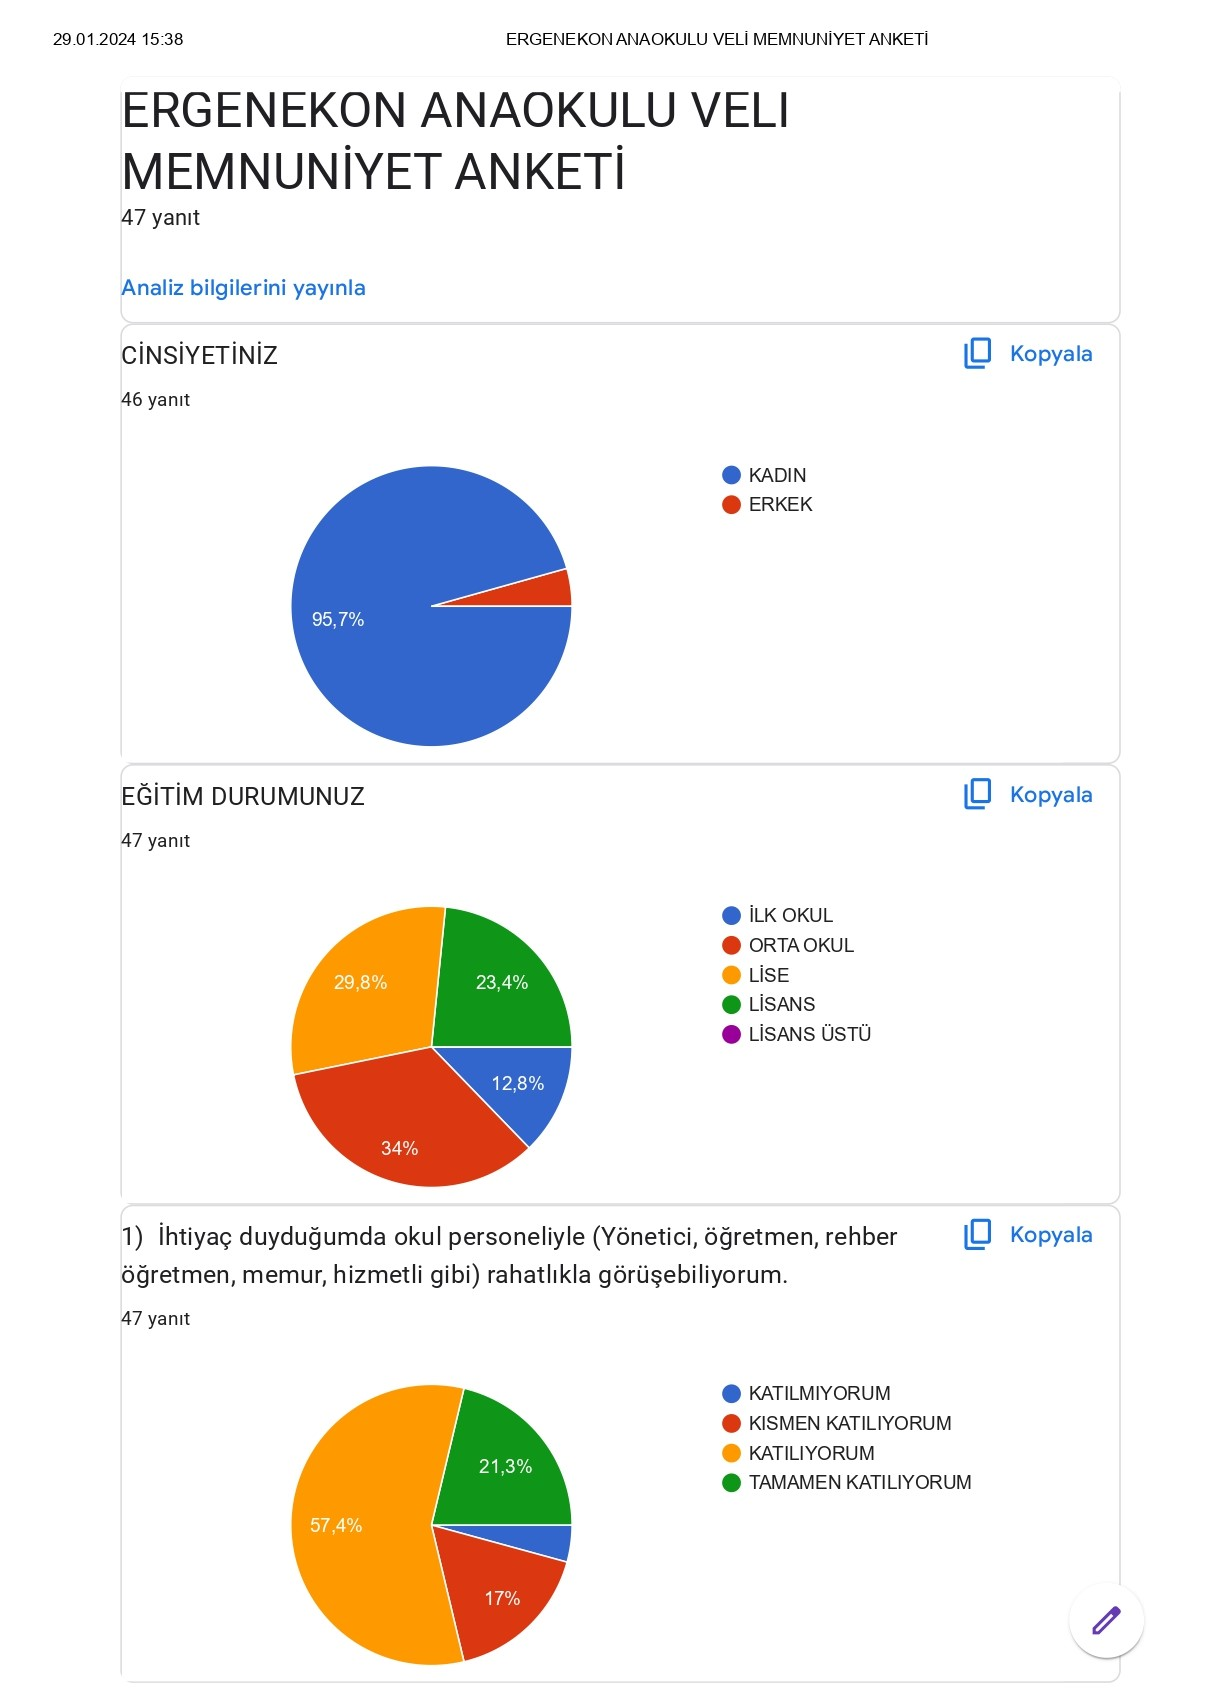 29.01.2024 15:38 ERGENEKON ANAOKULU VELİ MEMNUNİYET ANKETİ
ERGENEKON ANAOKULU VELİ
MEMNUNİYET ANKETİ
47 yanıt
Analiz bilgilerini yayınla
CİNSİYETİNİZ Kopyala
46 yanıt
KADIN
ERKEK
95,7%
EĞİTİM DURUMUNUZ Kopyala
47 yanıt
İLK OKUL
ORTA OKUL
LİSE
LİSANS
LİSANS ÜSTÜ
29,8% 23,4%
12,8%
34%
1) İhtiyaç duyduğumda okul personeliyle (Yönetici, öğretmen, rehber Kopyala
öğretmen, memur, hizmetli gibi) rahatlıkla görüşebiliyorum.
47 yanıt
KATILMIYORUM
KISMEN KATILIYORUM
KATILIYORUM
TAMAMEN KATILIYORUM
21,3%
57,4%
17%